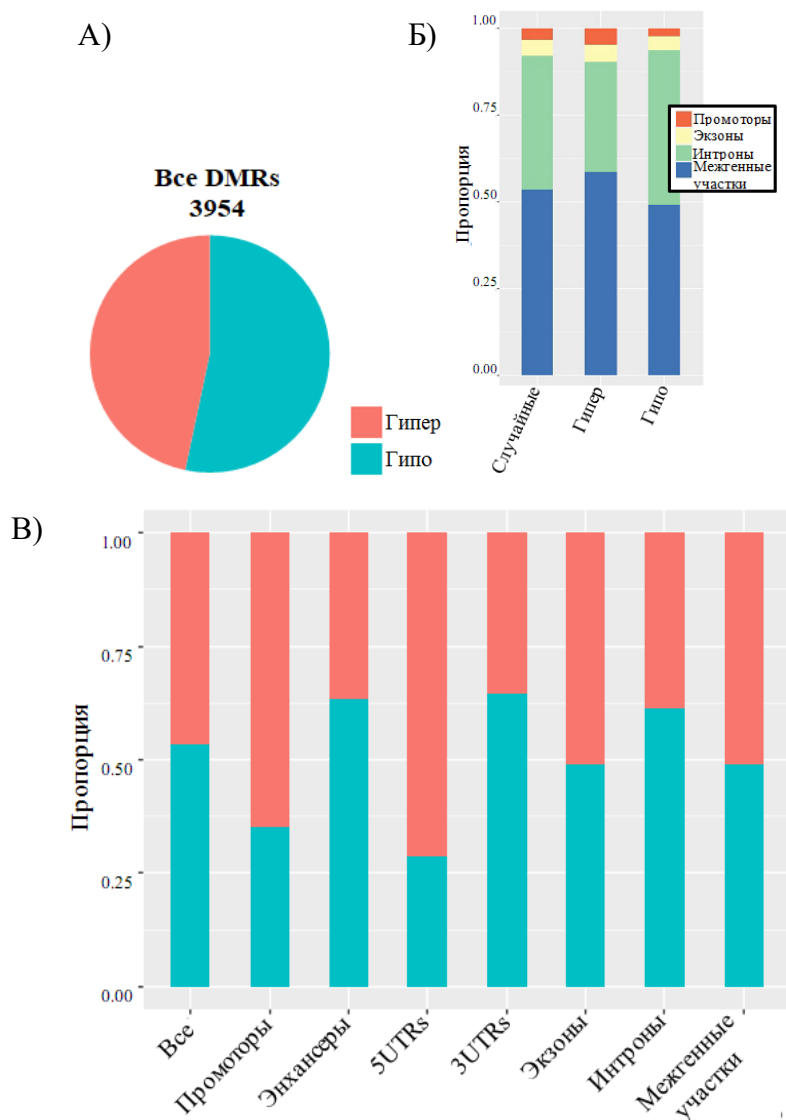 А)
Все DMRs
3954
Гипер
Гипо
Б)
Пропорция
1.00
0.75
0.50
0.25
0.00
Промоторы
Экзоны
Интроны
Межгенные
участки
Случайные
Гипер
Гипо
В)
Пропорция
1.00
0.75
0.50
0.25
0.00
Все
Промоторы
Энхансеры
5UTRs
3UTRs
Экзоны
Интроны
Межгенные
участки